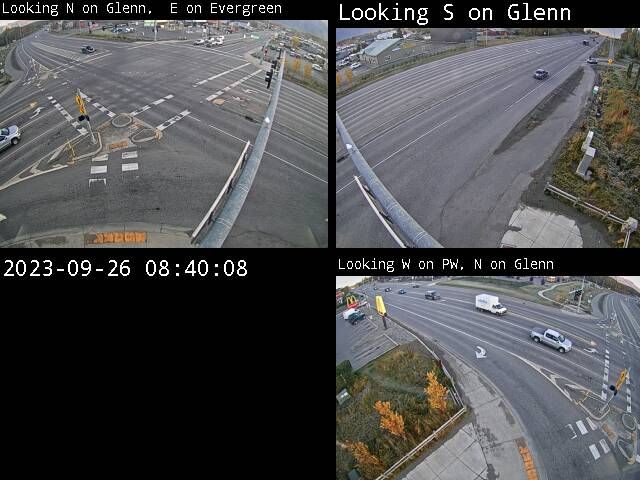 Looking N on Glenn,  E on Evergreen
Looking S on Glenn
2023-09-26 08:40:08
Looking W on PW, N on Glenn